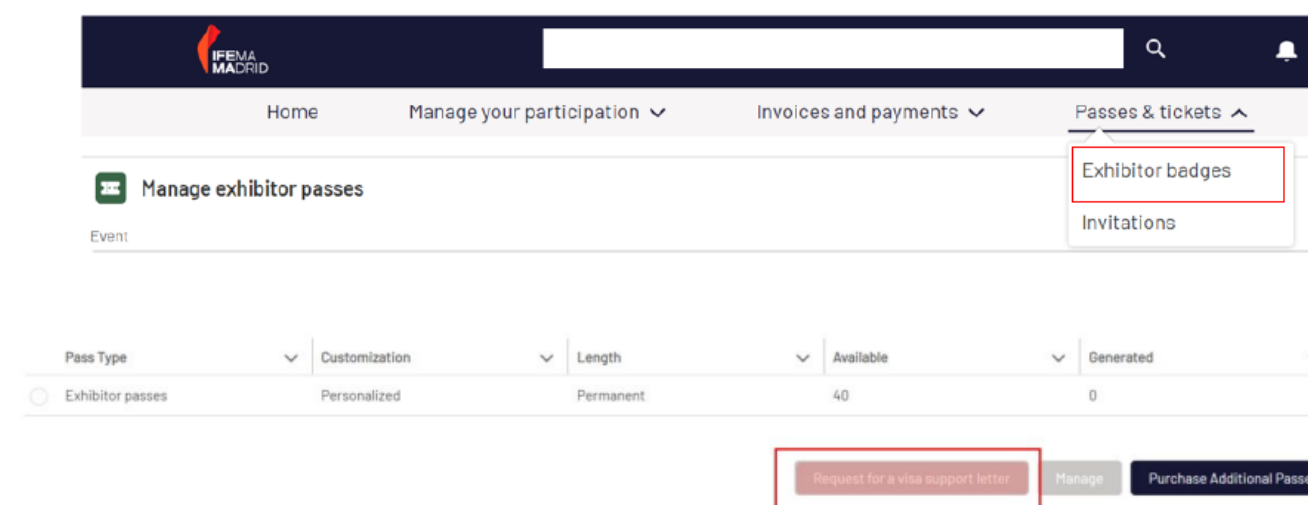 IFEMA
MADRID
Home Manage your participation Invoices and payments Passes & tickets
Exhibitor badges
Invitations
Manage exhibitor passes
Event
Pass Type Customization Length Available Generated
Exhibitor passes Personalized Permanent 40 0
Request for a visa support letter Manage Purchase Additional Passe